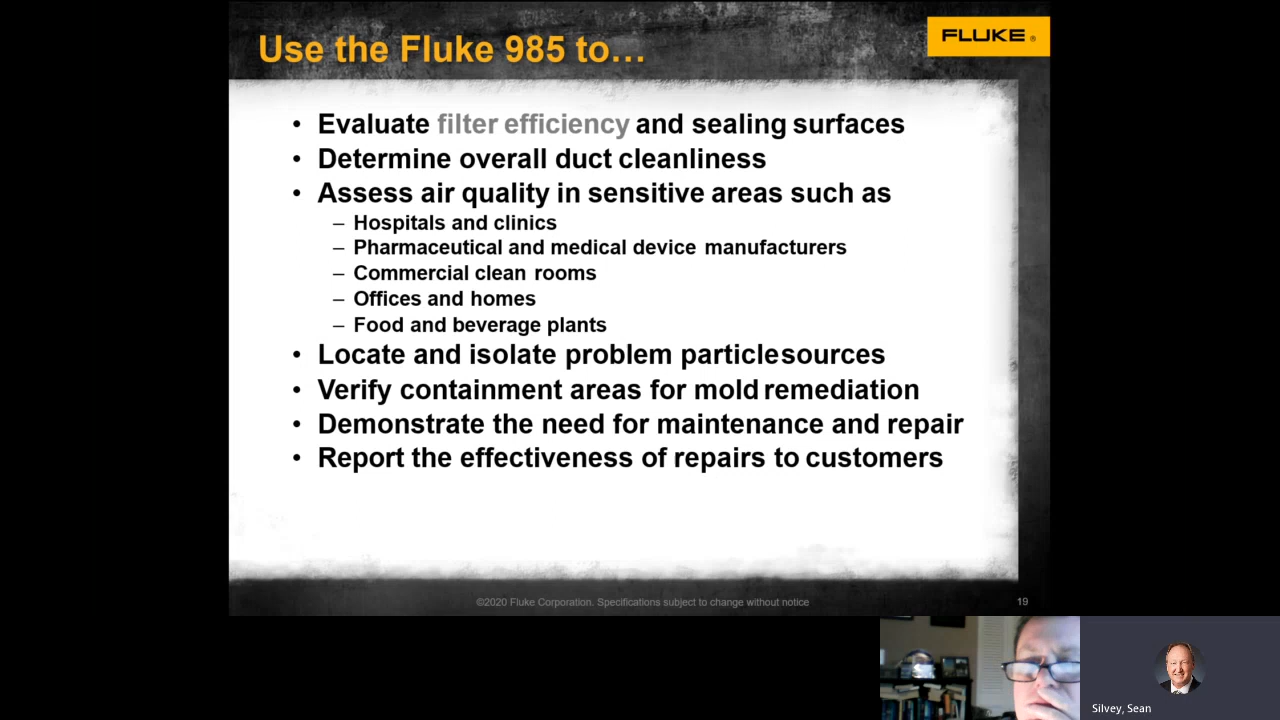 Use the Fluke 985 to…
FLUKE ®
• Evaluate filter efficiency and sealing surfaces
• Determine overall duct cleanliness
• Assess air quality in sensitive areas such as
– Hospitals and clinics
– Pharmaceutical and medical device manufacturers
– Commercial clean rooms
– Offices and homes
– Food and beverage plants
• Locate and isolate problem particlesources
• Verify containment areas for mold remediation
• Demonstrate the need for maintenance and repair
• Report the effectiveness of repairs to customers
©2020 Fluke Corporation. Specifications subject to change without notice
19
Silvey, Sean